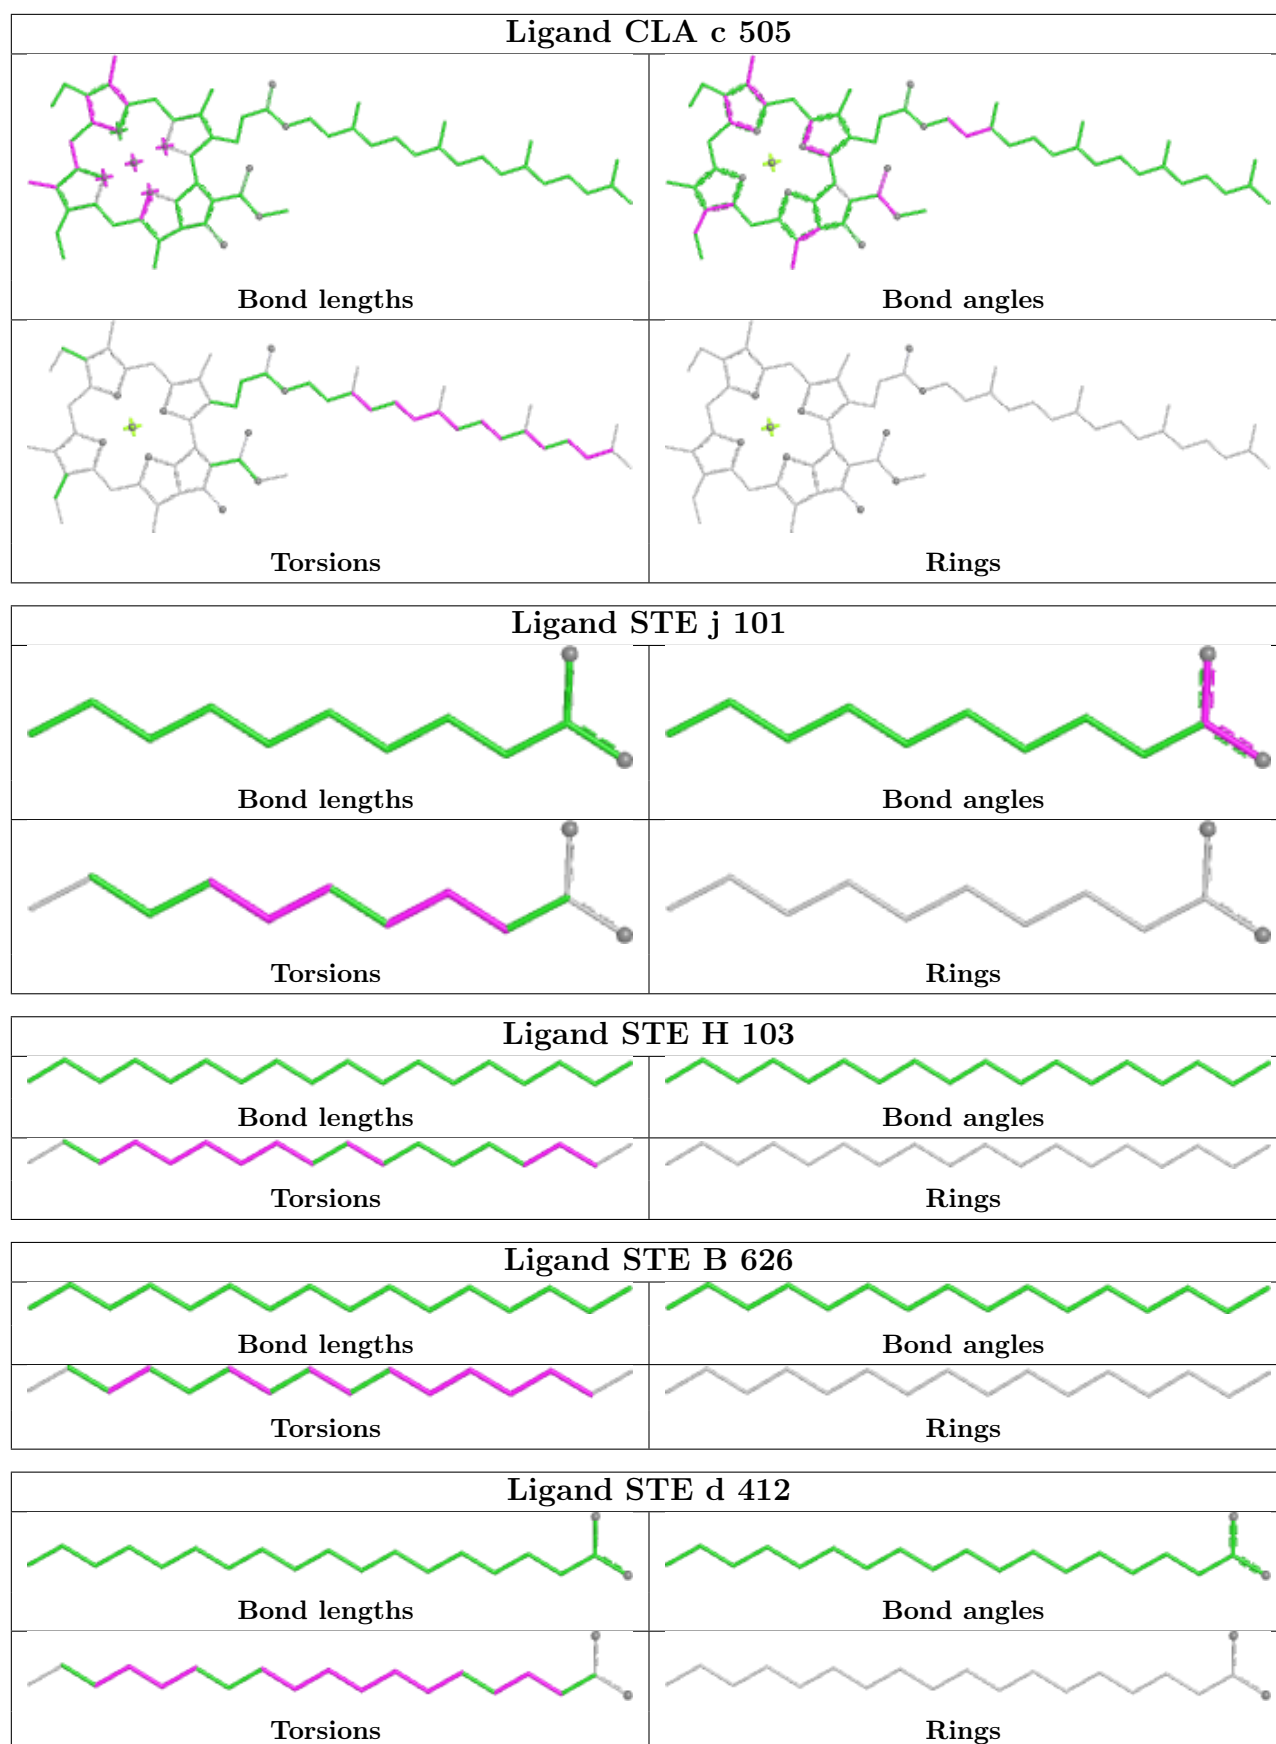 Ligand CLA c 505
Bond lengths
Bond angles
Torsions
Rings
Ligand STE j 101
Bond lengths
Bond angles
Torsions
Rings
Ligand STE H 103
Bond lengths
Bond angles
Torsions
Rings
Ligand STE B 626
Bond lengths
Bond angles
Torsions
Rings
Ligand STE d 412
Bond lengths
Bond angles
Torsions
Rings